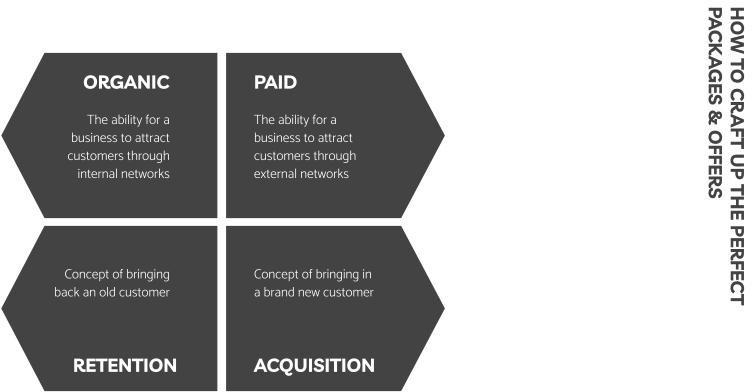 HOW TO CRAFT UP THE PERFECT
PACKAGES & OFFERS
ORGANIC
The ability for a
business to attract
customers through
internal networks
PAID
The ability for a
business to attract
customers through
external networks
Concept of bringing
back an old customer
RETENTION
Concept of bringing in
a brand new customer
ACQUISITION